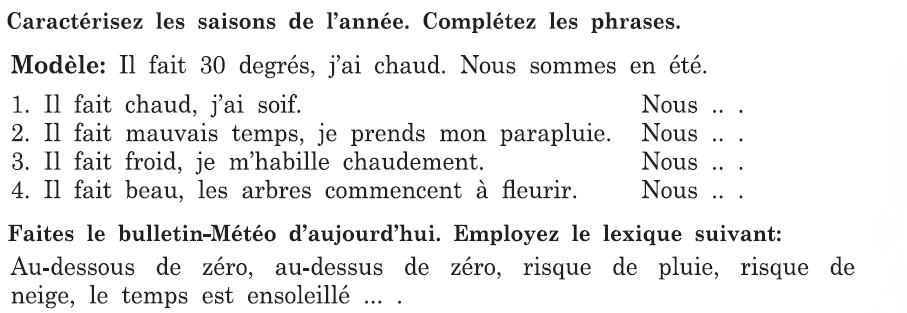 Caractérisez les saisons de l'année. Complétez les phrases.
Modèle: Il fait 30 degrés, j'ai chaud. Nous sommes en été.
1. Il fait chaud, j'ai soif. Nous .. .
2. Il fait mauvais temps, je prends mon parapluie. Nous .. .
3. Il fait froid, je m'habille chaudement. Nous .. .
4. Il fait beau, les arbres commencent à fleurir. Nous .. .
Faites le bulletin-Météo d'aujourd'hui. Employez le lexique suivant:
Au-dessous de zéro, au-dessus de zéro, risque de pluie, risque de
neige, le temps est ensoleillé ... .